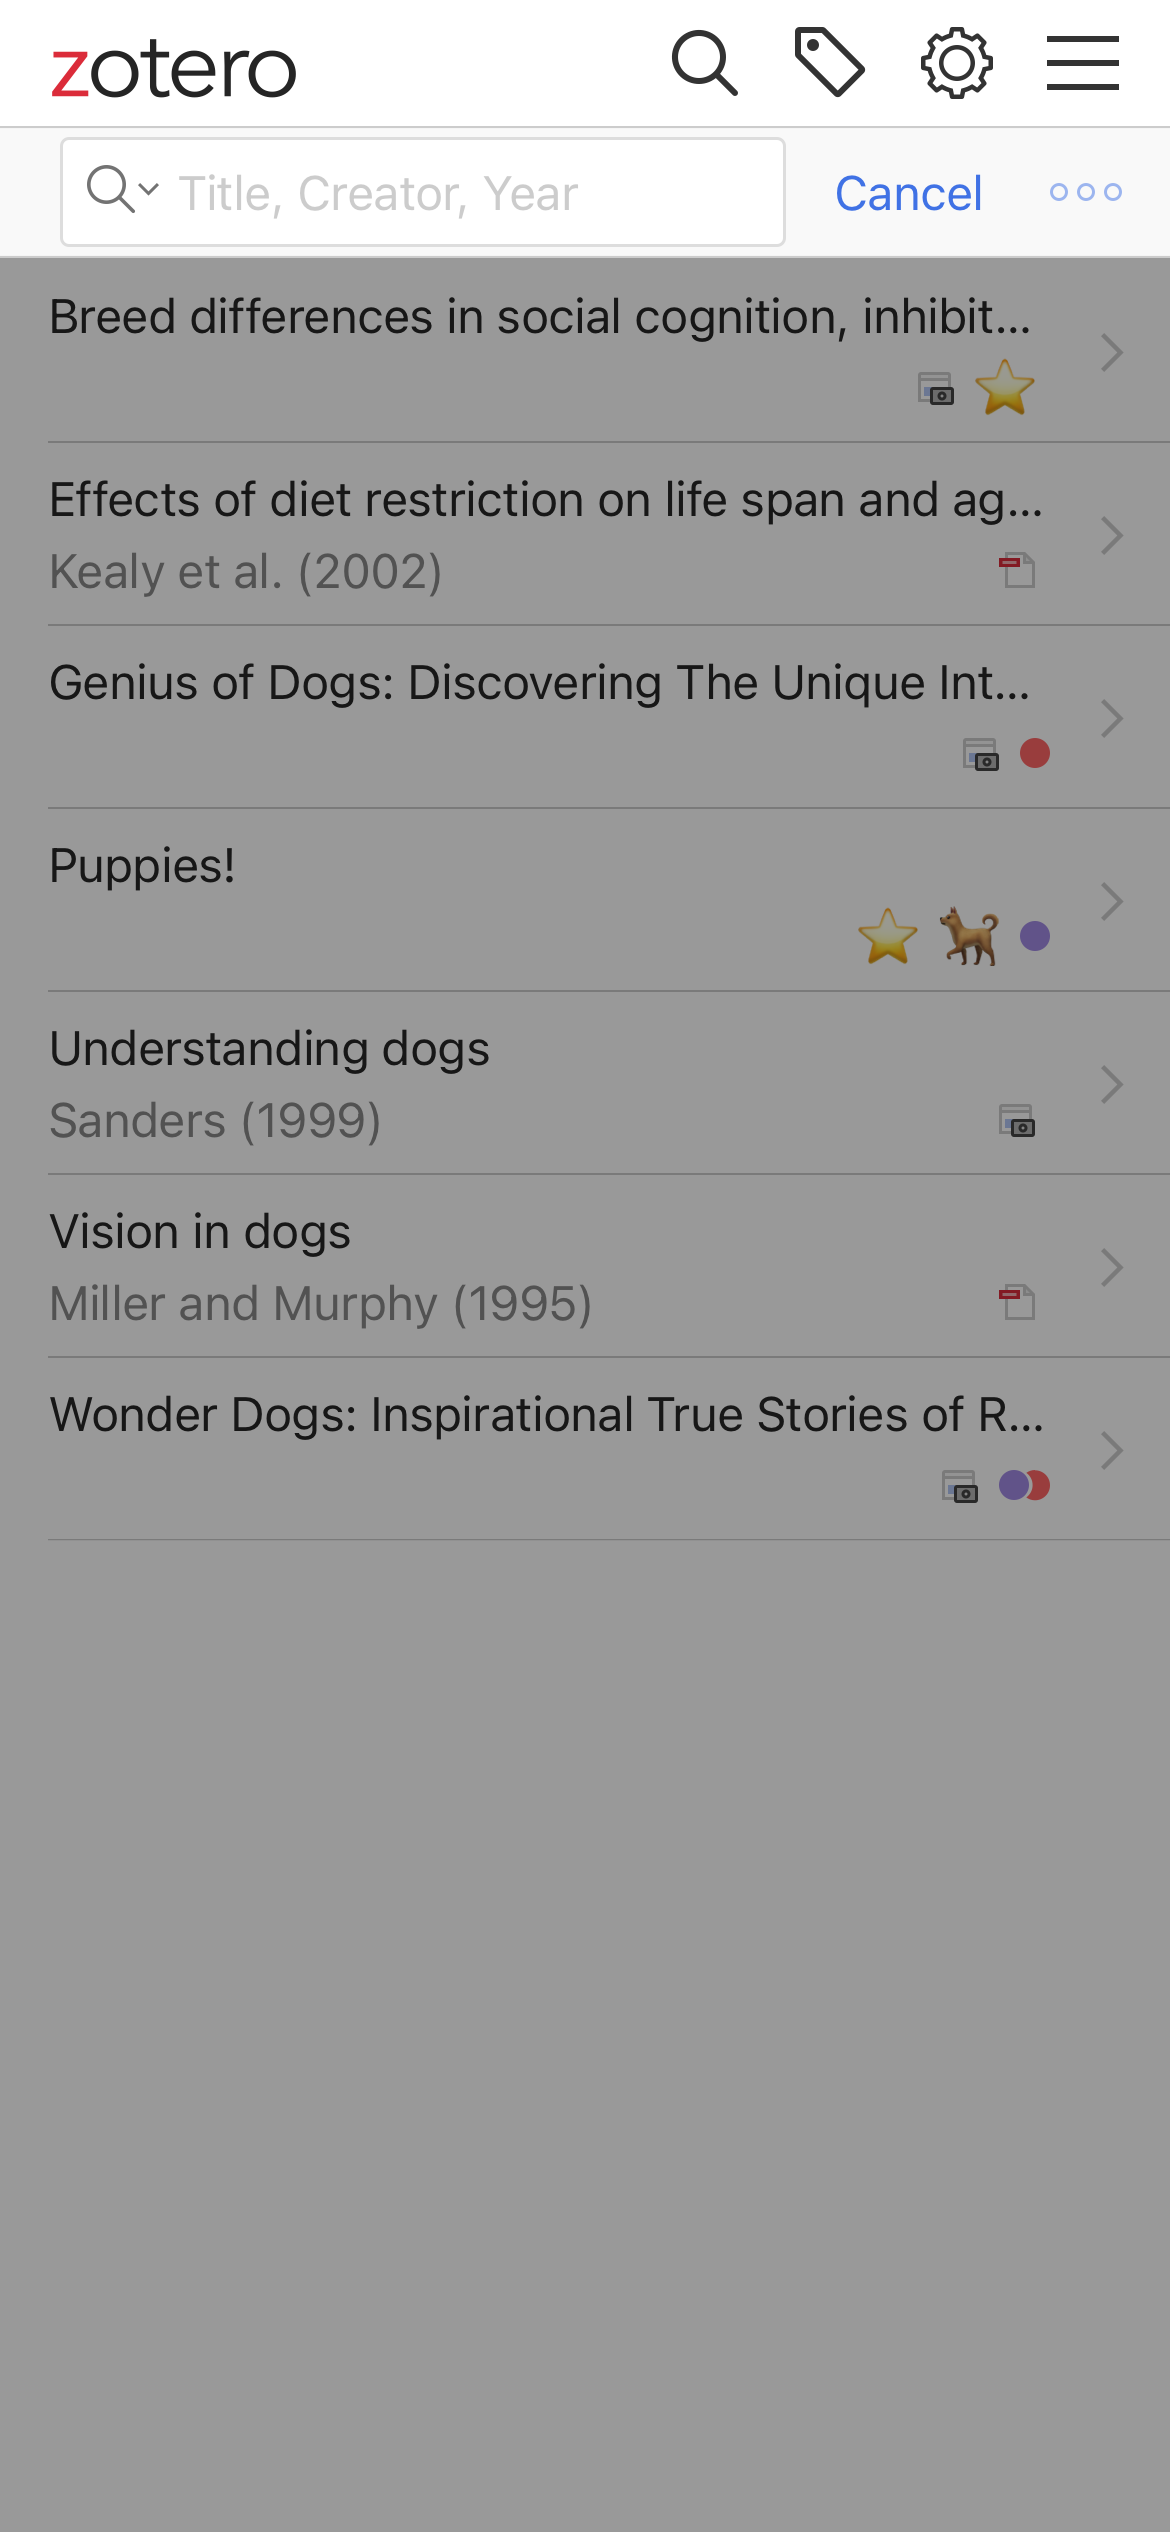 zotero
Title, Creator, Year
Cancel
Breed differences in social cognition, inhibit...
Effects of diet restriction on life span and ag...
Kealy et al. (2002)
Genius of Dogs: Discovering The Unique Int...
Puppies!
Understanding dogs
Sanders (1999)
Vision in dogs
Miller and Murphy (1995)
Wonder Dogs: Inspirational True Stories of R...